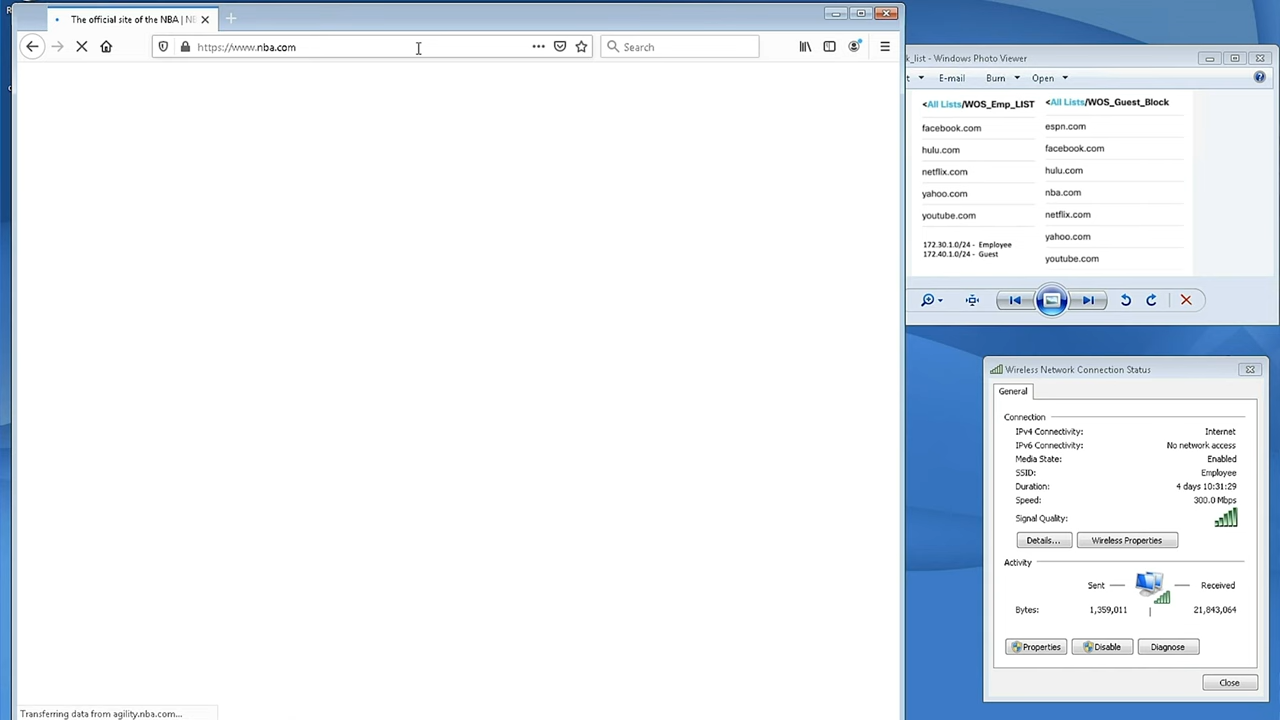 The official site of the NBA | N
https://www.nba.com
Search
k_list - Windows Photo Viewer
E-mail
Burn
Open
<All Lists/WOS_Emp_LIST
facebook.com
hulu.com
netflix.com
yahoo.com
youtube.com
172.30.1.0/24 - Employee
172.40.1.0/24 - Guest
<All Lists/WOS_Guest_Block
espn.com
facebook.com
hulu.com
nba.com
netflix.com
yahoo.com
youtube.com
Wireless Network Connection Status
General
Connection
IPv4 Connectivity: Internet
IPv6 Connectivity: No network access
Media State: Enabled
SSID: Employee
Duration: 4 days 10:31:29
Speed: 300.0 Mbps
Signal Quality:
Details... Wireless Properties
Activity
Sent Received
Bytes: 1,359,011 21,843,064
Properties Disable Diagnose
Close
Transferring data from agility.nba.com...